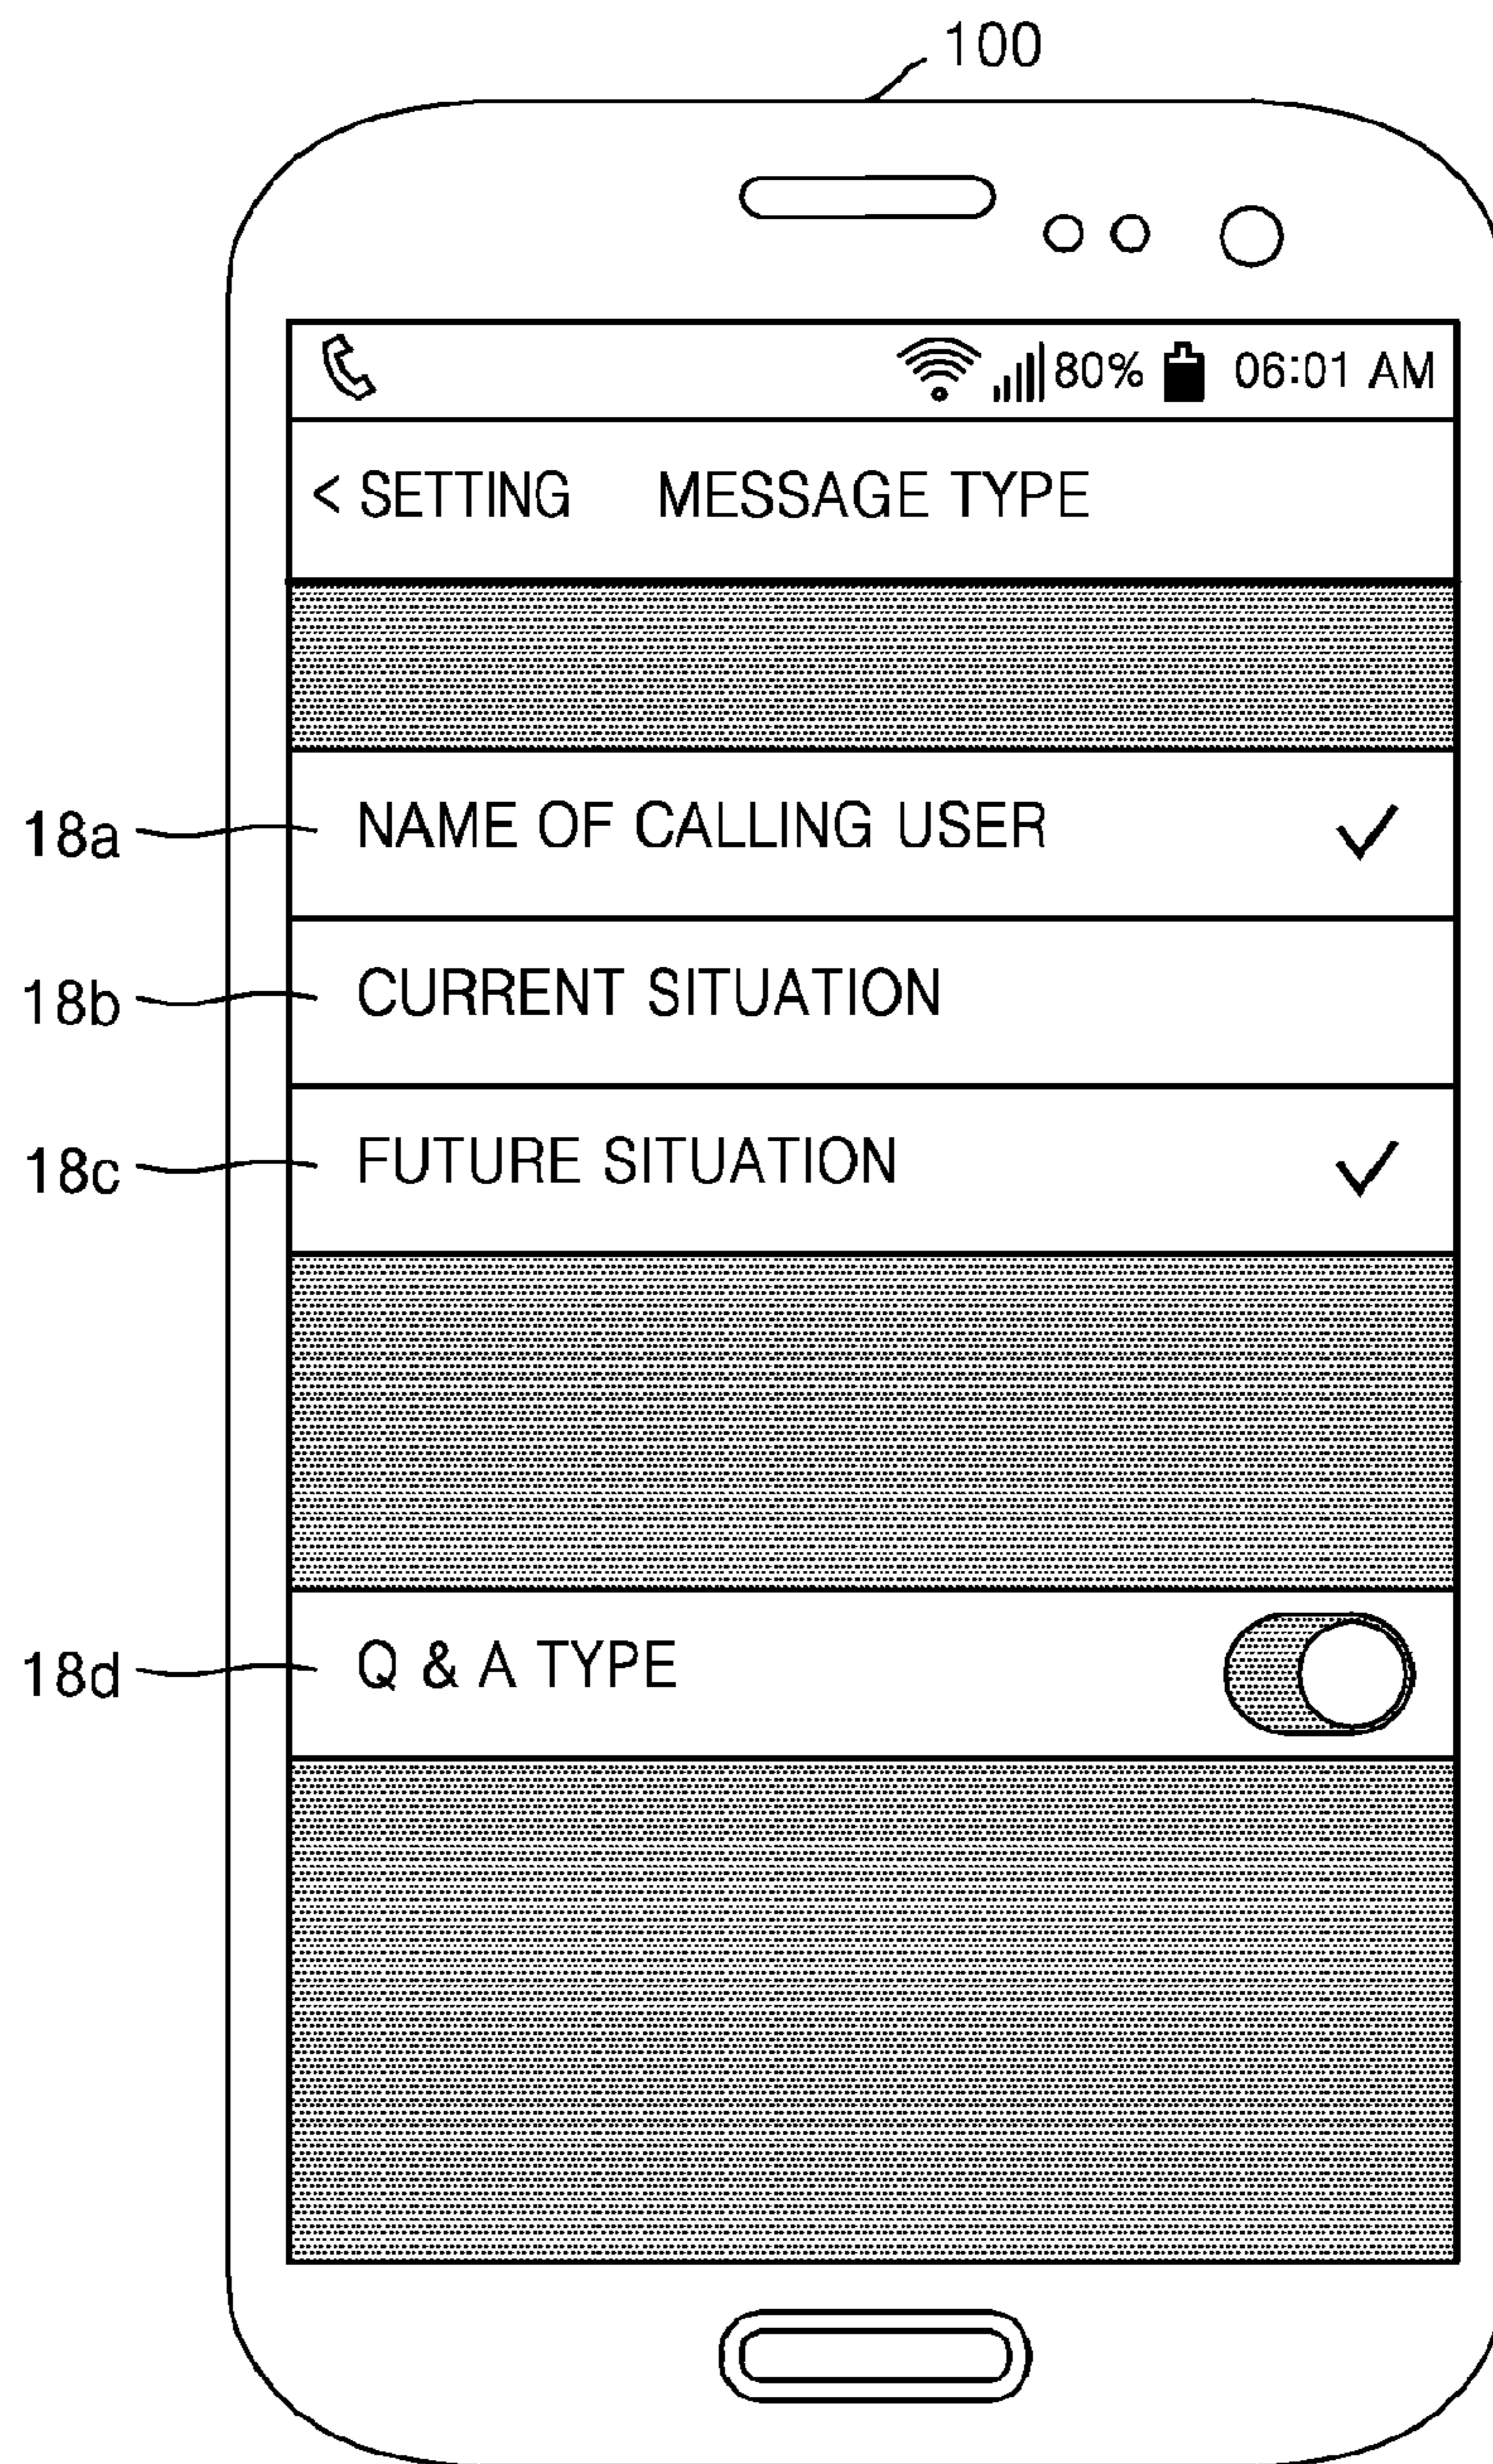 100
80% 06:01 AM
< SETTING MESSAGE TYPE
18a NAME OF CALLING USER
18b CURRENT SITUATION
18c FUTURE SITUATION
18d Q & A TYPE